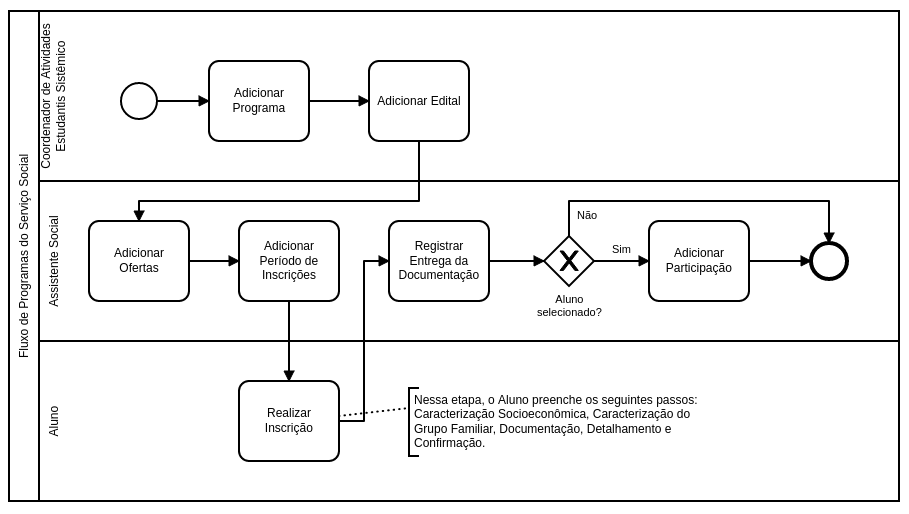 Fluxo de Programas do Serviço Social
Coordenador de Atividades
Estudantis Sistêmico
Adicionar
Programa
Adicionar Edital
Assistente Social
Adicionar
Ofertas
Adicionar
Período de
Inscrições
Registrar
Entrega da
Documentação
Não
Sim
Aluno
selecionado?
Adicionar
Participação
Aluno
Realizar
Inscrição
Nessa etapa, o Aluno preenche os seguintes passos:
Caracterização Socioeconômica, Caracterização do
Grupo Familiar, Documentação, Detalhamento e
Confirmação.